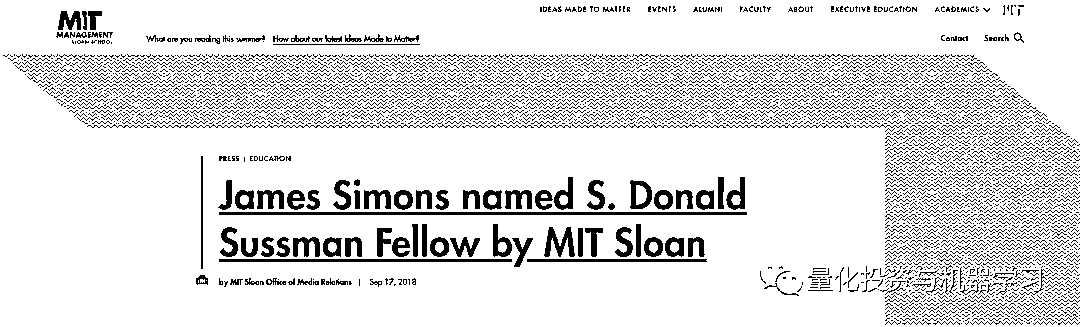 MIT
MANAGEMENT
SLOAN SCHOOL
IDEAS MADE TO MATTER EVENTS ALUMNI FACULTY ABOUT EXECUTIVE EDUCATION ACADEMICS MIT
What are you reading this summer? How about our latest Ideas Made to Matter?
Contact Search
PRESS | EDUCATION
James Simons named S. Donald
Sussman Fellow by MIT Sloan
by MIT Sloan Office of Media Relations | Sep 17, 2018
量化投资与机器学习